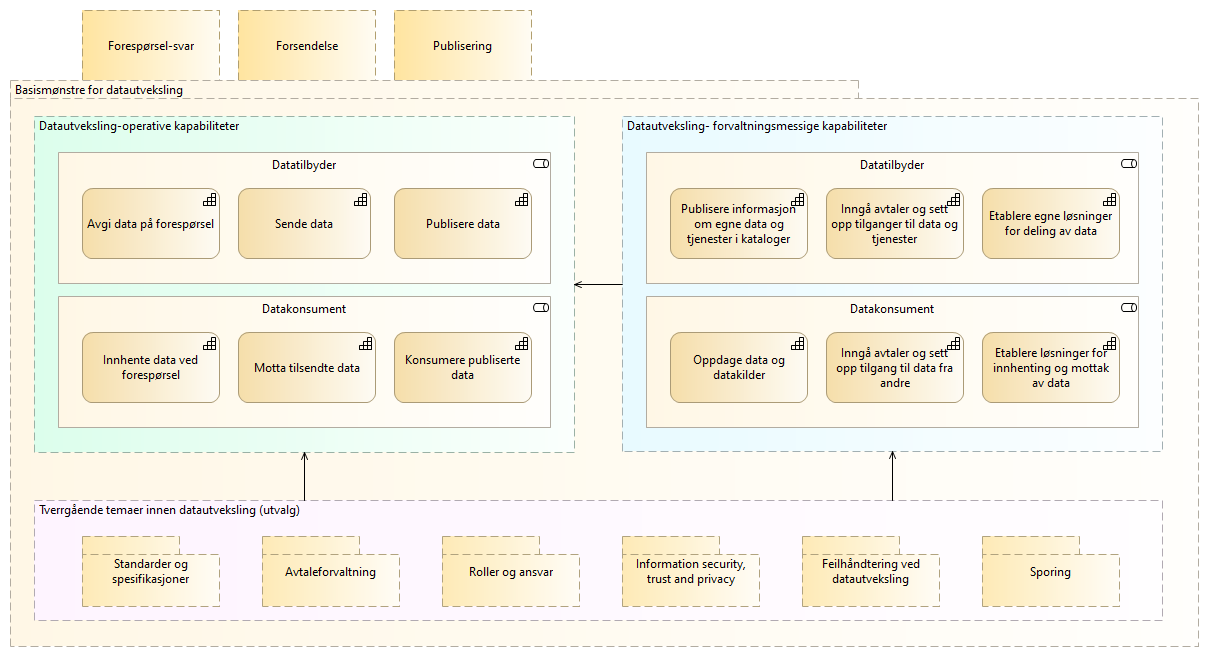 Forespørsel-svar
Forsendelse
Publisering
Basismønstre for datautveksling
Datautveksling-operative kapabiliteter
Datatilbyder
Avgi data på forespørsel
Sende data
Publisere data
Datakonsument
Innhente data ved
forespørsel
Motta tilsendte data
Konsumere publiserte
data
Datautveksling- forvaltningsmessige kapabiliteter
Datatilbyder
Publisere informasjon
om egne data og
tjenester i kataloger
Inngå avtaler og sett
opp tilganger til data og
tjenester
Etablere egne løsninger
for deling av data
Datakonsument
Oppdage data og
datakilder
Inngå avtaler og sett
opp tilgang til data fra
andre
Etablere løsninger for
innhenting og mottak
av data
Tverrgående temaer innen datautveksling (utvalg)
Standarder og
spesifikasjoner
Avtaleforvaltning
Roller og ansvar
Information security,
trust and privacy
Feilhåndtering ved
datautveksling
Sporing